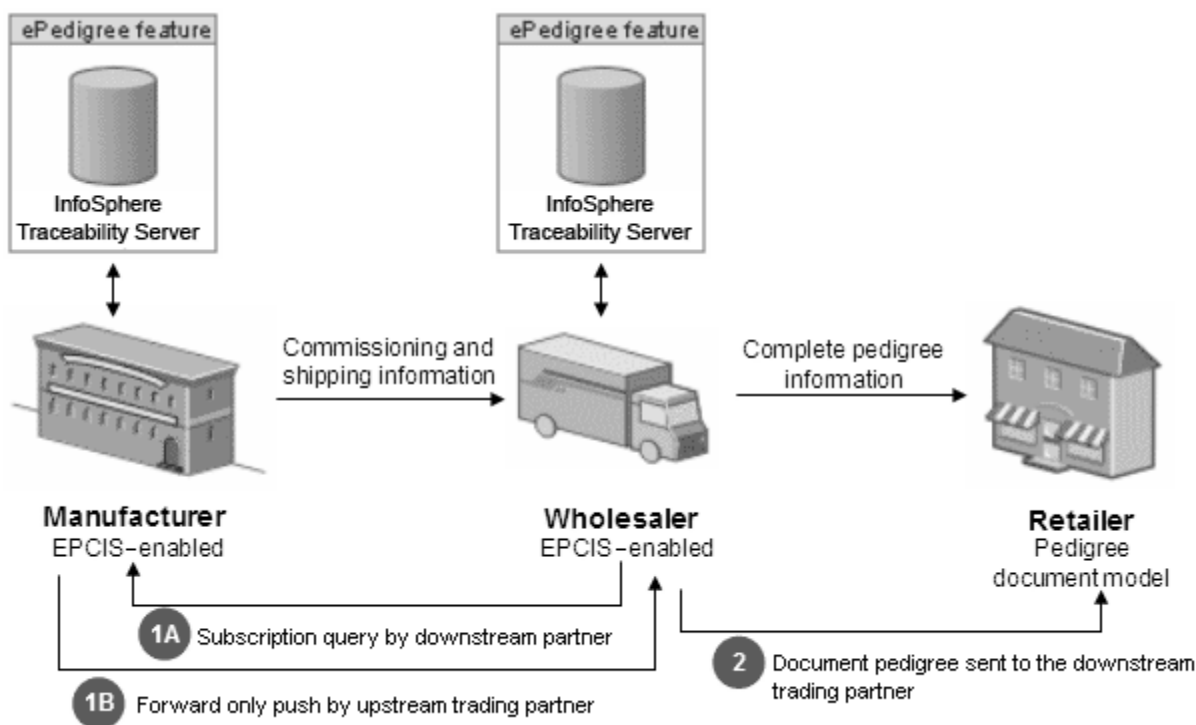 ePedigree feature
InfoSphere
Traceability Server
ePedigree feature
InfoSphere
Traceability Server
Commissioning and
shipping information
Complete pedigree
information
Manufacturer
EPCIS-enabled
Wholesaler
EPCIS-enabled
Retailer
Pedigree
document model
1A Subscription query by downstream partner
1B Forward only push by upstream trading partner
2 Document pedigree sent to the downstream
trading partner